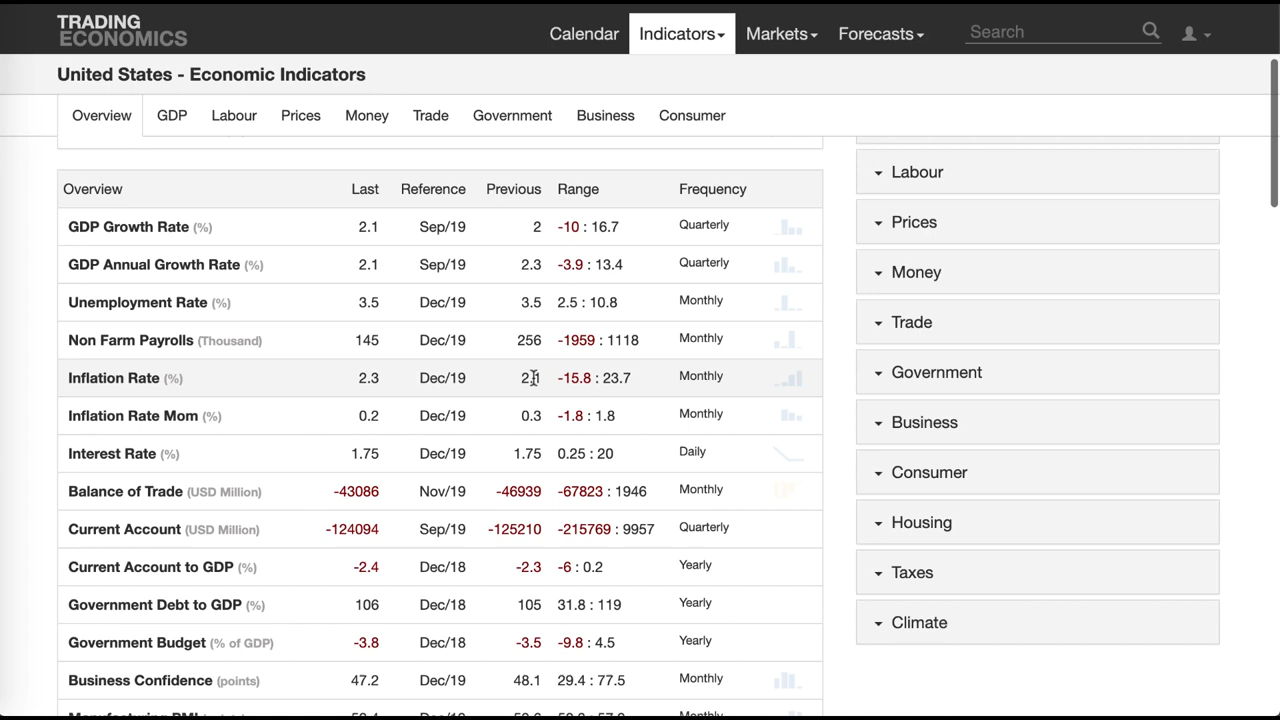 TRADING
ECONOMICS
Calendar Indicators Markets Forecasts Search
United States - Economic Indicators
Overview GDP Labour Prices Money Trade Government Business Consumer
Overview Last Reference Previous Range Frequency
GDP Growth Rate (%) 2.1 Sep/19 2 -10 : 16.7 Quarterly
GDP Annual Growth Rate (%) 2.1 Sep/19 2.3 -3.9 : 13.4 Quarterly
Unemployment Rate (%) 3.5 Dec/19 3.5 2.5 : 10.8 Monthly
Non Farm Payrolls (Thousand) 145 Dec/19 256 -1959 : 1118 Monthly
Inflation Rate (%) 2.3 Dec/19 2.1 -15.8 : 23.7 Monthly
Inflation Rate Mom (%) 0.2 Dec/19 0.3 -1.8 : 1.8 Monthly
Interest Rate (%) 1.75 Dec/19 1.75 0.25 : 20 Daily
Balance of Trade (USD Million) -43086 Nov/19 -46939 -67823 : 1946 Monthly
Current Account (USD Million) -124094 Sep/19 -125210 -215769 : 9957 Quarterly
Current Account to GDP (%) -2.4 Dec/18 -2.3 -6 : 0.2 Yearly
Government Debt to GDP (%) 106 Dec/18 105 31.8 : 119 Yearly
Government Budget (% of GDP) -3.8 Dec/18 -3.5 -9.8 : 4.5 Yearly
Business Confidence (points) 47.2 Dec/19 48.1 29.4 : 77.5 Monthly
Labour
Prices
Money
Trade
Government
Business
Consumer
Housing
Taxes
Climate